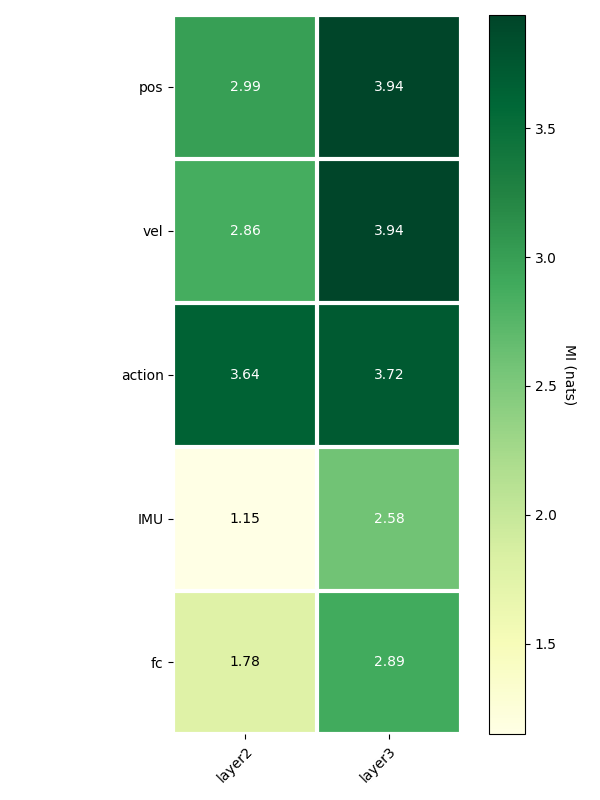 pos 2.99 3.94
vel 2.86 3.94
action 3.64 3.72
IMU 1.15 2.58
fc 1.78 2.89
layer2 layer3
3.5
3.0
2.5
2.0
1.5
MI (nats)